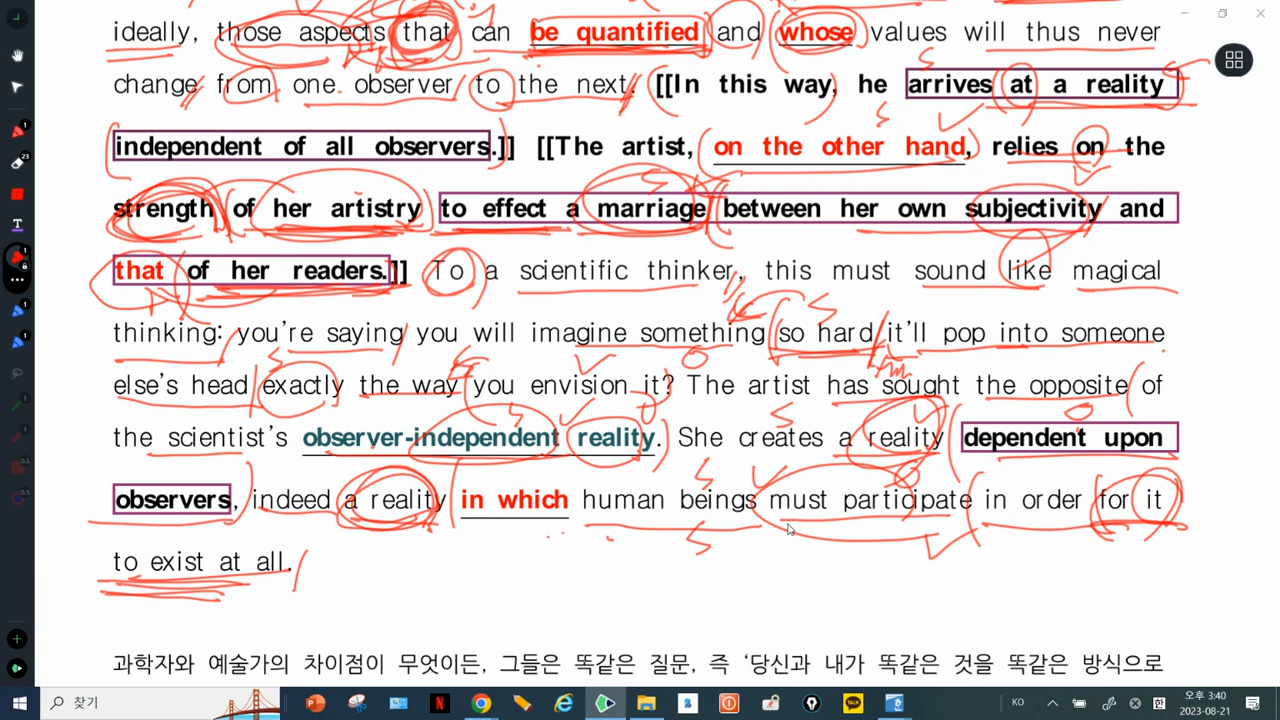 ideally, those aspects that can be quantified and whose values will thus never
change from one observer to the next. [[In this way, he arrives at a reality
independent of all observers.]] [[The artist, on the other hand, relies on the
strength of her artistry to effect a marriage between her own subjectivity and
that of her readers.]] To a scientific thinker, this must sound like magical
thinking: you're saying you will imagine something so hard it'll pop into someone
else's head exactly the way you envision it? The artist has sought the opposite of
the scientist's observer-independent reality. She creates a reality dependent upon
observers, indeed a reality in which human beings must participate in order for it
to exist at all.
과학자와 예술가의 차이점이 무엇이든, 그들은 똑같은 질문, 즉 '당신과 내가 똑같은 것을 똑같은 방식으로
찾기
KO
오후 3:40
2023-08-21